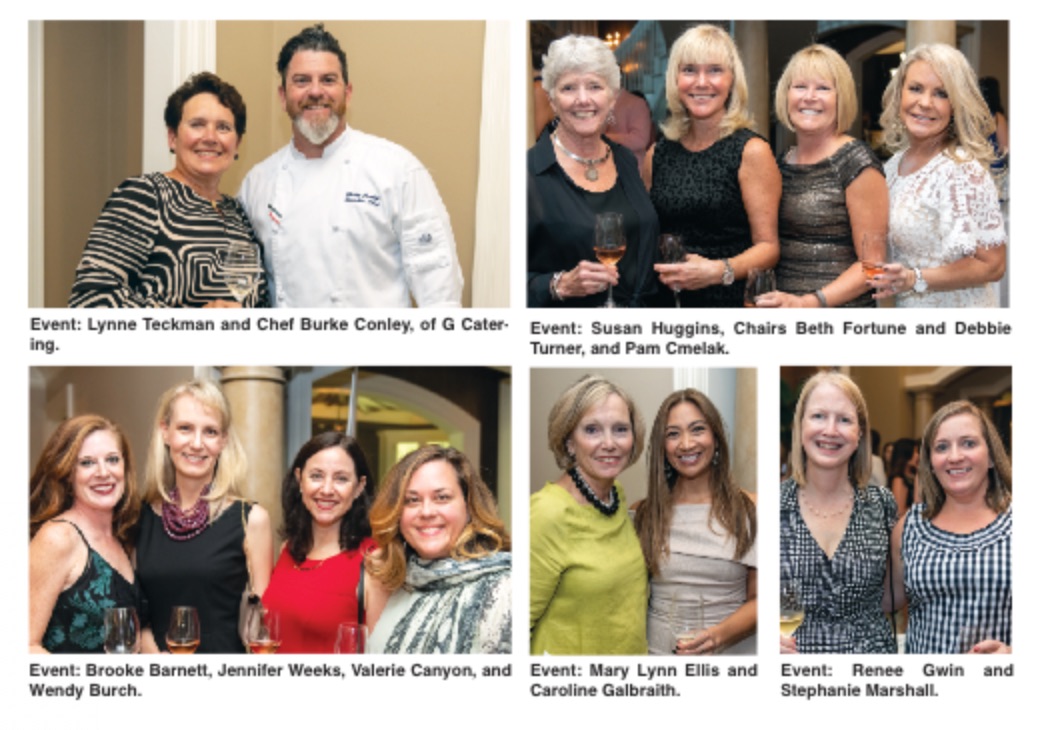 Event: Lynne Teckman and Chef Burke Conley, of G Cater-
ing.
Event: Susan Huggins, Chairs Beth Fortune and Debbie
Turner, and Pam Cmelak.
Event: Brooke Barnett, Jennifer Weeks, Valerie Canyon, and
Wendy Burch.
Event: Mary Lynn Ellis and
Caroline Galbraith.
Event: Renee Gwin and
Stephanie Marshall.